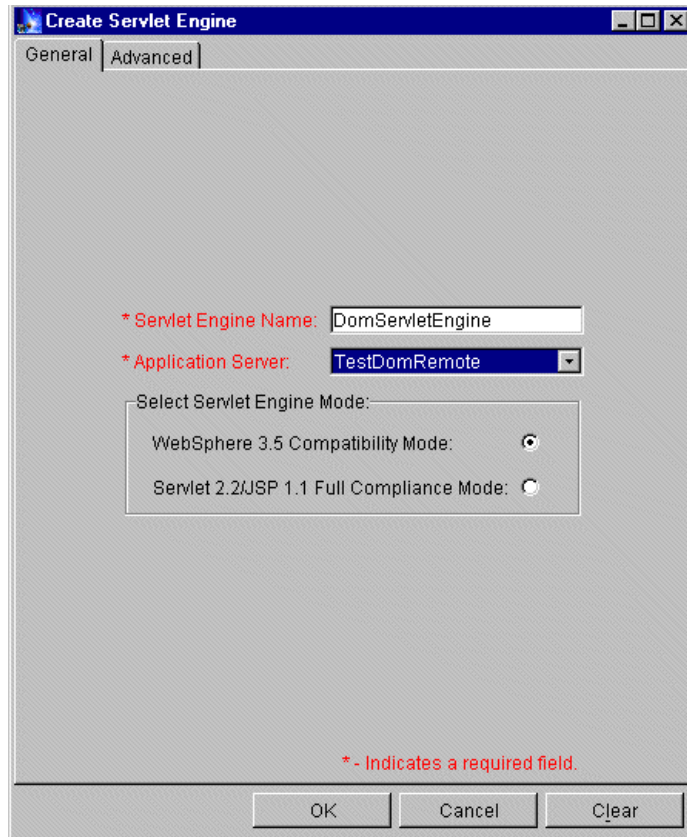 Create Servlet Engine
General Advanced
* Servlet Engine Name: DomServletEngine
* Application Server: TestDomRemote
Select Servlet Engine Mode:
WebSphere 3.5 Compatibility Mode:
Servlet 2.2/JSP 1.1 Full Compliance Mode:
* - Indicates a required field.
OK Cancel Clear